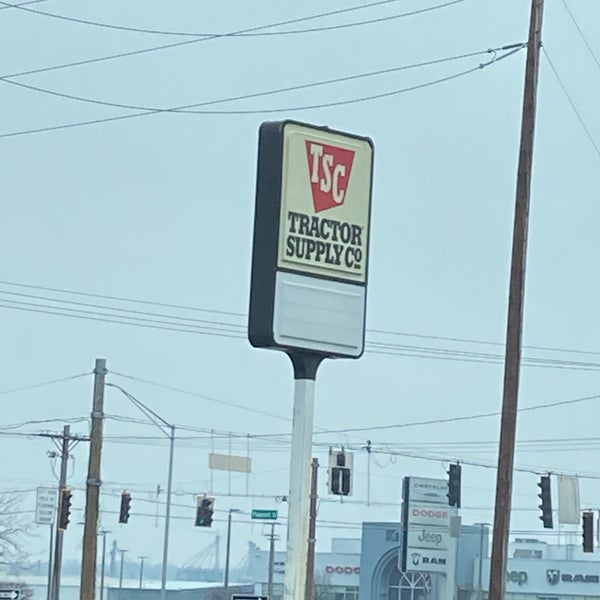 TSC
TRACTOR
SUPPLY Co
CHRYSLER
DODGE
Jeep
RAM
DODGE
Jeep
RAM